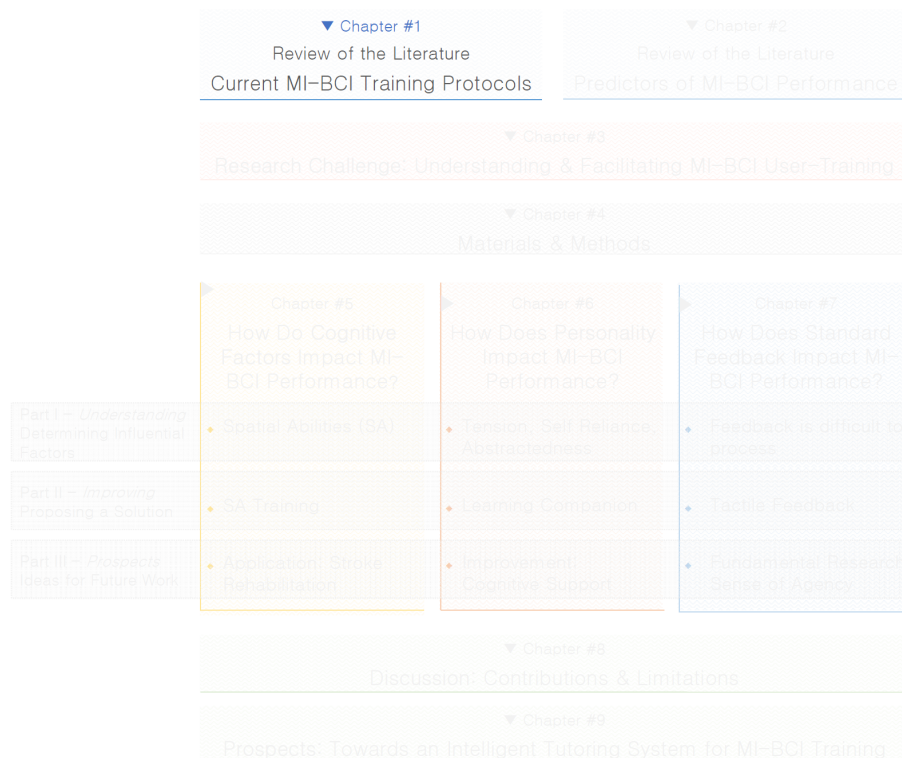 ▼ Chapter #1
Review of the Literature
Current MI-BCI Training Protocols
▼ Chapter #2
Review of the Literature
Predictors of MI-BCI Performance
▼ Chapter #3
Research Challenge: Understanding & Facilitating MI-BCI User-Training
▼ Chapter #4
Materials & Methods
Chapter #5
How Do Cognitive
Factors Impact MI-
BCI Performance?
Chapter #6
How Does Personality
Impact MI-BCI
Performance?
Chapter #7
How Does Standard
Feedback Impact MI-
BCI Performance?
Part I - Understanding
Determining Influential
Factors
Spatial Abilities (SA)
Tension, Self Reliance,
Abstractedness
Feedback is difficult to
process
Part II - Improving
Proposing a Solution
SA Training
Learning Companion
Tactile Feedback
Part III - Prospects
Ideas for Future Work
Application: Stroke
Rehabilitation
Improvement:
Cognitive Support
Fundamental Research
Sense of Agency
▼ Chapter #8
Discussion: Contributions & Limitations
▼ Chapter #9
Prospects: Towards an Intelligent Tutoring System for MI-BCI Training